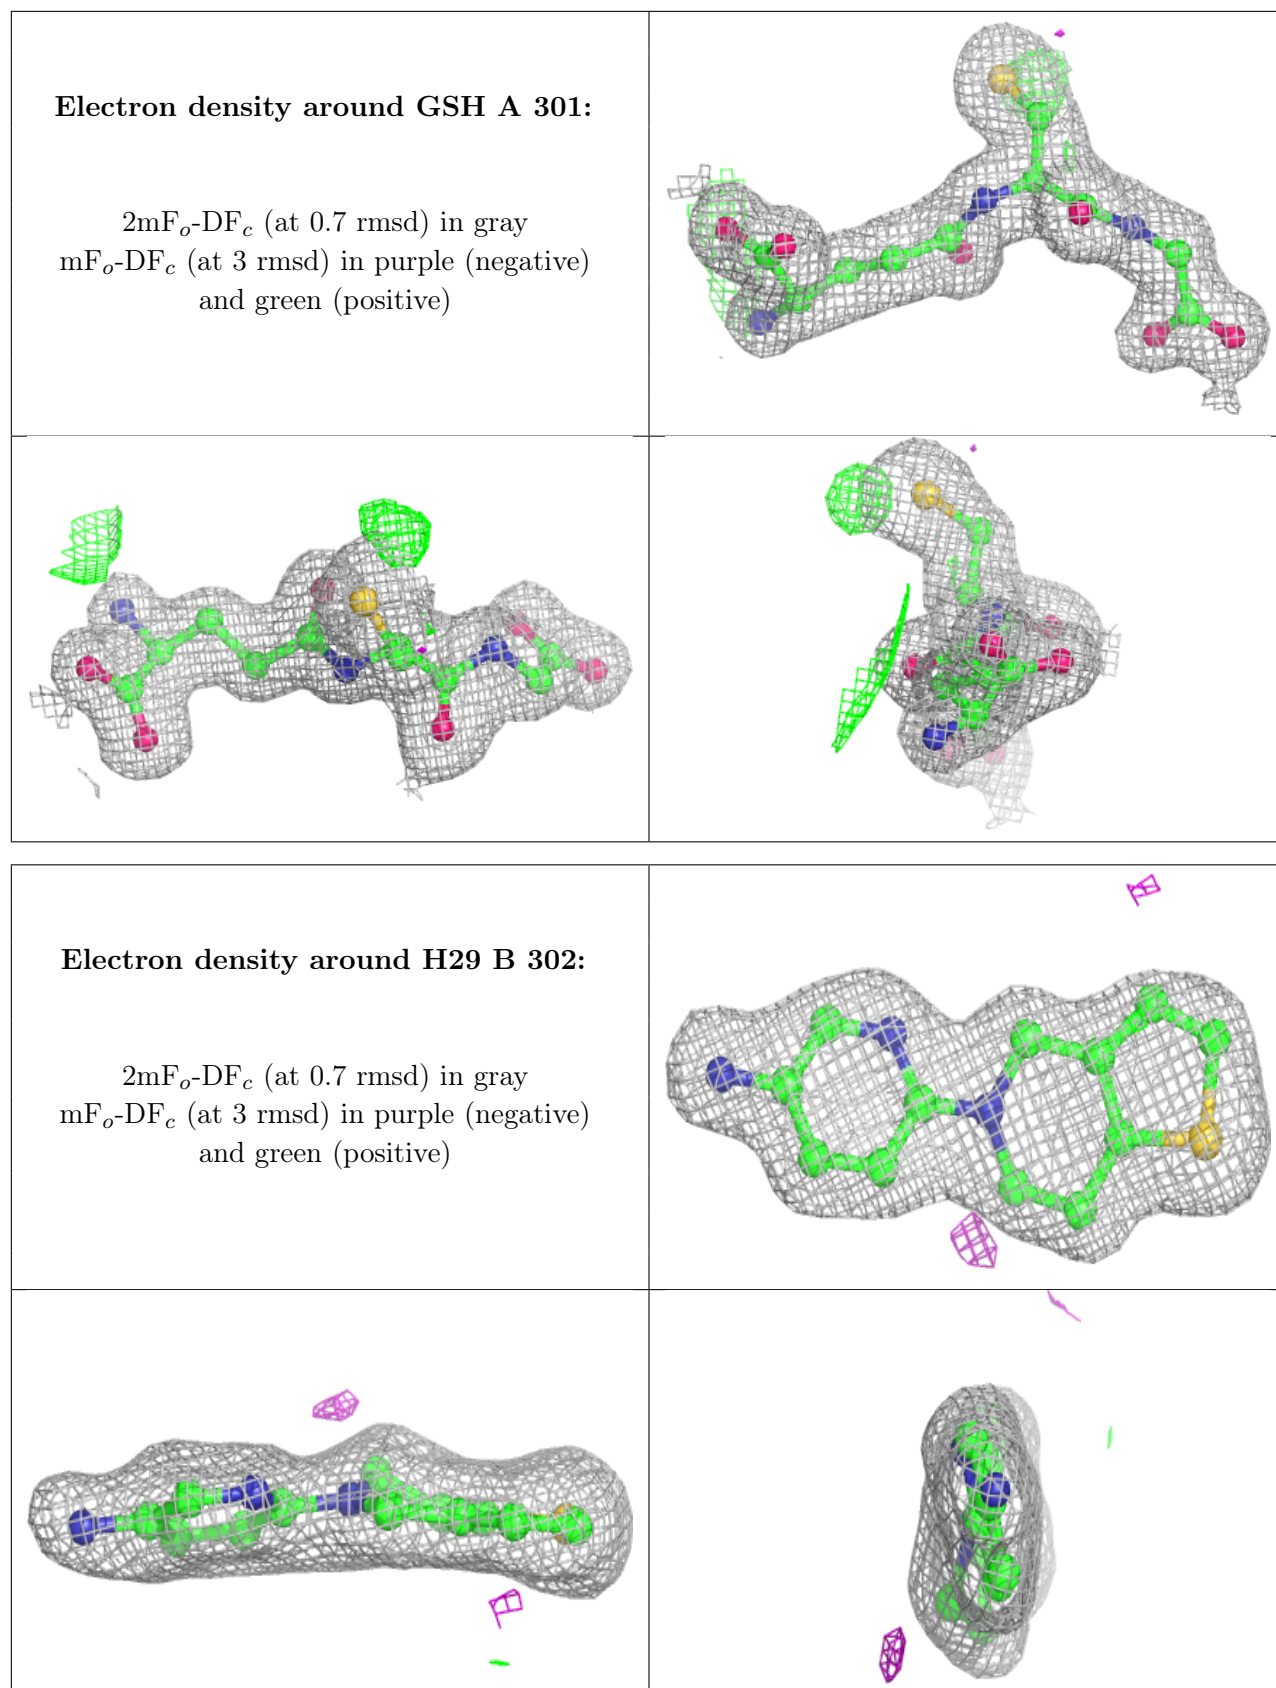 Electron density around GSH A 301:
2mFₒ-DF𝒸 (at 0.7 rmsd) in gray
mFₒ-DF𝒸 (at 3 rmsd) in purple (negative)
and green (positive)
Electron density around H29 B 302:
2mFₒ-DF𝒸 (at 0.7 rmsd) in gray
mFₒ-DF𝒸 (at 3 rmsd) in purple (negative)
and green (positive)